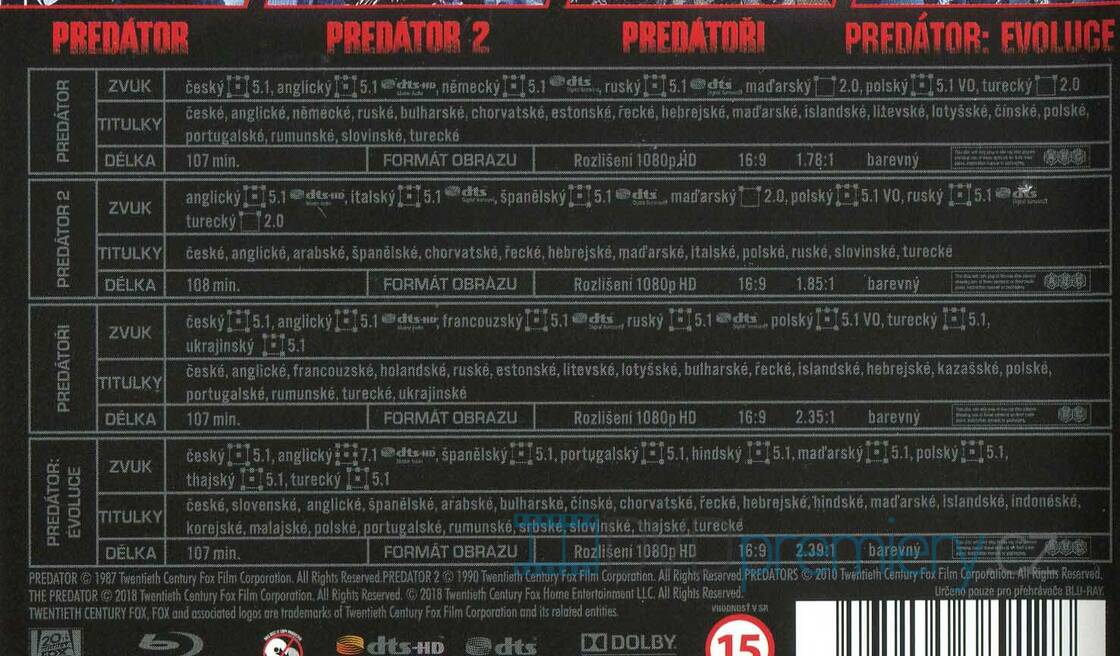 PREDÁTOR PREDÁTOR 2 PREDÁTOŘI PREDÁTOR: EVOLUCE
PREDÁTOR
ZVUK český 5.1, anglický 5.1 dts-HD, německý 5.1 dts, ruský 5.1 dts maďarský 2.0, polský 5.1 VO, turecký 2.0
TITULKY české, anglické, německé, ruské, bulharské, chorvatské, estonské, řecké, hebrejské, maďarské, islandské, litevské, lotyšské, čínské, polské,
portugalské, rumunské, slovinské, turecké
DÉLKA 107 min. FORMÁT OBRAZU Rozlišení 1080p HD 16:9 1.78:1 barevný
PREDÁTOR 2
ZVUK anglický 5.1 dts-HD, italský 5.1 dts, španělský 5.1 dts maďarský 2.0, polský 5.1 VO, ruský 5.1 dts
turecký 2.0
TITULKY české, anglické, arabské, španělské, chorvatské, řecké, hebrejské, maďarské, italské, polské, ruské, slovinské, turecké
DÉLKA 108 min. FORMÁT OBRAZU Rozlišení 1080p HD 16:9 1.85:1 barevný
PREDÁTOŘI
ZVUK český 5.1, anglický 5.1 dts-HD, francouzský 5.1 dts, ruský 5.1 dts, polský 5.1 VO, turecký 5.1,
ukrajinský 5.1
TITULKY české, anglické, francouzské, holandské, ruské, estonské, litevské, lotyšské, bulharské, řecké, islandské, hebrejské, kazašské, polské,
portugalské, rumunské, turecké, ukrajinské
DÉLKA 107 min. FORMÁT OBRAZU Rozlišení 1080p HD 16:9 2.35:1 barevný
PREDÁTOR:
EVOLUCE
ZVUK český 5.1, anglický 7.1 dts-HD, španělský 5.1, portugalský 5.1, hindský 5.1, maďarský 5.1, polský 5.1,
thajský 5.1, turecký 5.1
TITULKY české, slovenské, anglické, španělské, arabské, bulharské, čínské, chorvatské, řecké, hebrejské, hindské, maďarské, islandské, indonéské,
korejské, malajské, polské, portugalské, rumunské, srbské, slovinské, thajské, turecké
DÉLKA 107 min. FORMÁT OBRAZU Rozlišení 1080p HD 16:9 2.39:1 barevný
premiery.cz
PREDATOR © 1987 Twentieth Century Fox Film Corporation. All Rights Reserved. PREDATOR 2 © 1990 Twentieth Century Fox Film Corporation. All Rights Reserved. PREDATORS © 2010 Twentieth Century Fox Film Corporation. All Rights Reserved.
THE PREDATOR © 2018 Twentieth Century Fox Film Corporation. All Rights Reserved. © 2018 Twentieth Century Fox Home Entertainment LLC. All Rights Reserved. Určeno pouze pro přehrávače BLU-RAY.
TWENTIETH CENTURY FOX, FOX and associated logos are trademarks of Twentieth Century Fox Film Corporation and its related entities.
VHODNOSŤ V SR
15
20th CENTURY FOX dts-HD dts DOLBY.